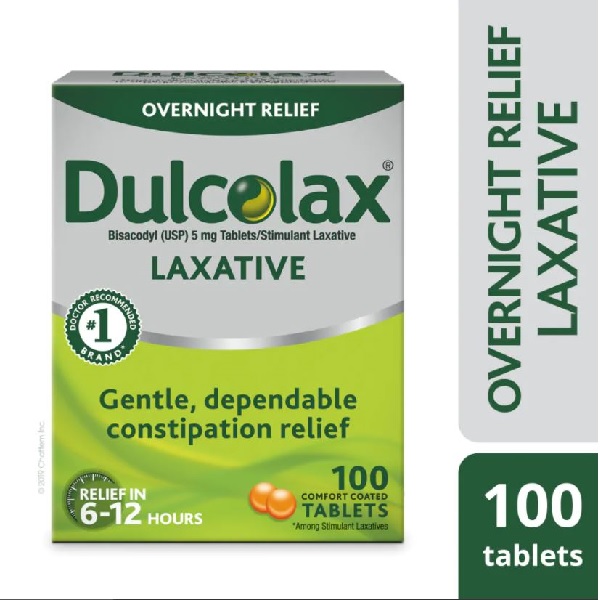 Dulcolax
OVERNIGHT RELIEF
Dulcolax®
Bisacodyl (USP) 5 mg Tablets/Stimulant Laxative
LAXATIVE
DOCTOR RECOMMENDED
#1
BRAND*
Gentle, dependable
constipation relief
RELIEF IN
6-12 HOURS
100
COMFORT COATED
TABLETS
*Among Stimulant Laxatives
OVERNIGHT RELIEF
LAXATIVE
100
tablets